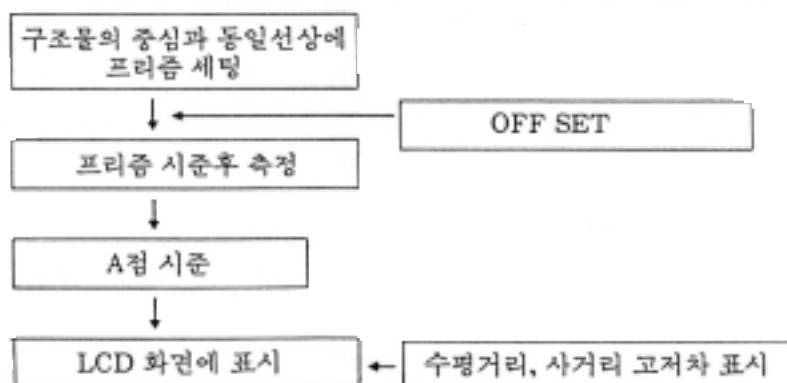 구조물의 중심과 동일선상에
프리즘 세팅
OFF SET
프리즘 시준후 측정
A점 시준
LCD 화면에 표시
수평거리, 사거리 고저차 표시